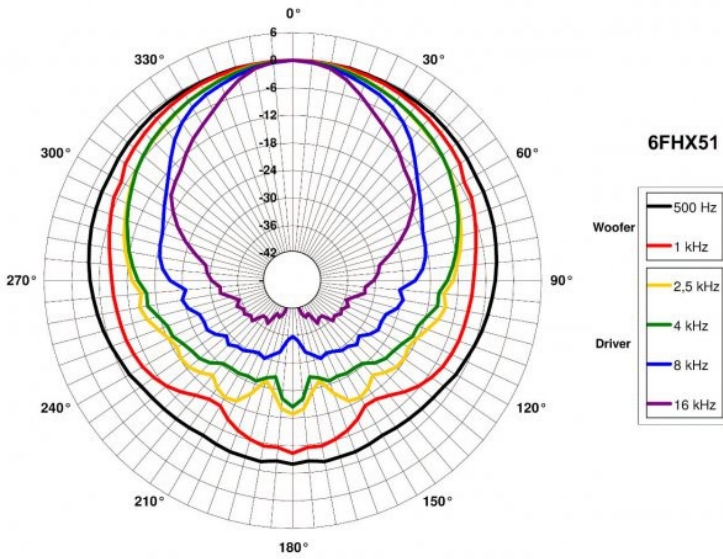 0°
30°
60°
90°
120°
150°
180°
210°
240°
270°
300°
330°
6
0
-6
-12
-18
-24
-30
-36
-42
6FHX51
Woofer
500 Hz
1 kHz
Driver
2,5 kHz
4 kHz
8 kHz
16 kHz